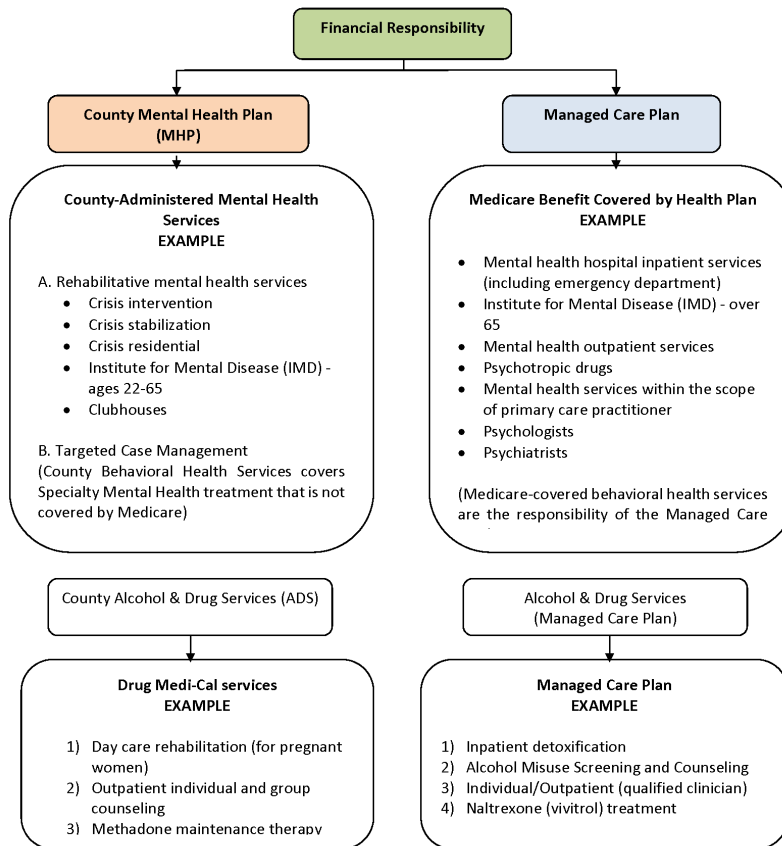 Financial Responsibility
County Mental Health Plan
(MHP)
Managed Care Plan
County-Administered Mental Health
Services
EXAMPLE
A. Rehabilitative mental health services
• Crisis intervention
• Crisis stabilization
• Crisis residential
• Institute for Mental Disease (IMD) -
ages 22-65
• Clubhouses
B. Targeted Case Management
(County Behavioral Health Services covers
Specialty Mental Health treatment that is not
covered by Medicare)
Medicare Benefit Covered by Health Plan
EXAMPLE
• Mental health hospital inpatient services
(including emergency department)
• Institute for Mental Disease (IMD) - over
65
• Mental health outpatient services
• Psychotropic drugs
• Mental health services within the scope
of primary care practitioner
• Psychologists
• Psychiatrists
(Medicare-covered behavioral health services
are the responsibility of the Managed Care
County Alcohol & Drug Services (ADS)
Alcohol & Drug Services
(Managed Care Plan)
Drug Medi-Cal services
EXAMPLE
1) Day care rehabilitation (for pregnant
women)
2) Outpatient individual and group
counseling
3) Methadone maintenance therapy
Managed Care Plan
EXAMPLE
1) Inpatient detoxification
2) Alcohol Misuse Screening and Counseling
3) Individual/Outpatient (qualified clinician)
4) Naltrexone (vivitrol) treatment